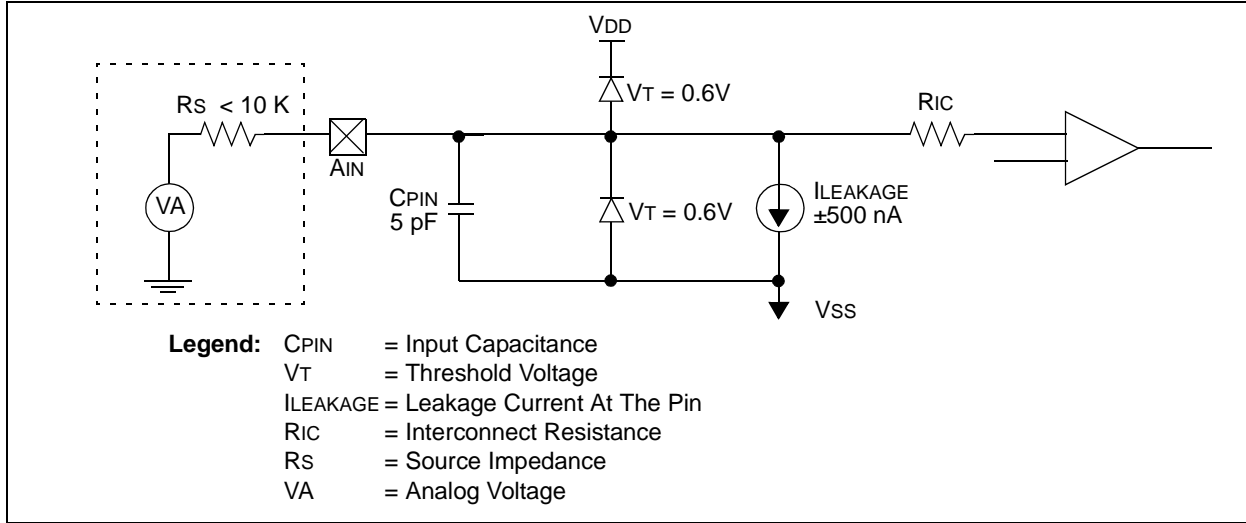 VDD
VT = 0.6V
RS < 10 K
RIC
AIN
VA
CPIN
5 pF
VT = 0.6V
ILEAKAGE
±500 nA
VSS
Legend: CPIN = Input Capacitance
VT = Threshold Voltage
ILEAKAGE = Leakage Current At The Pin
RIC = Interconnect Resistance
RS = Source Impedance
VA = Analog Voltage